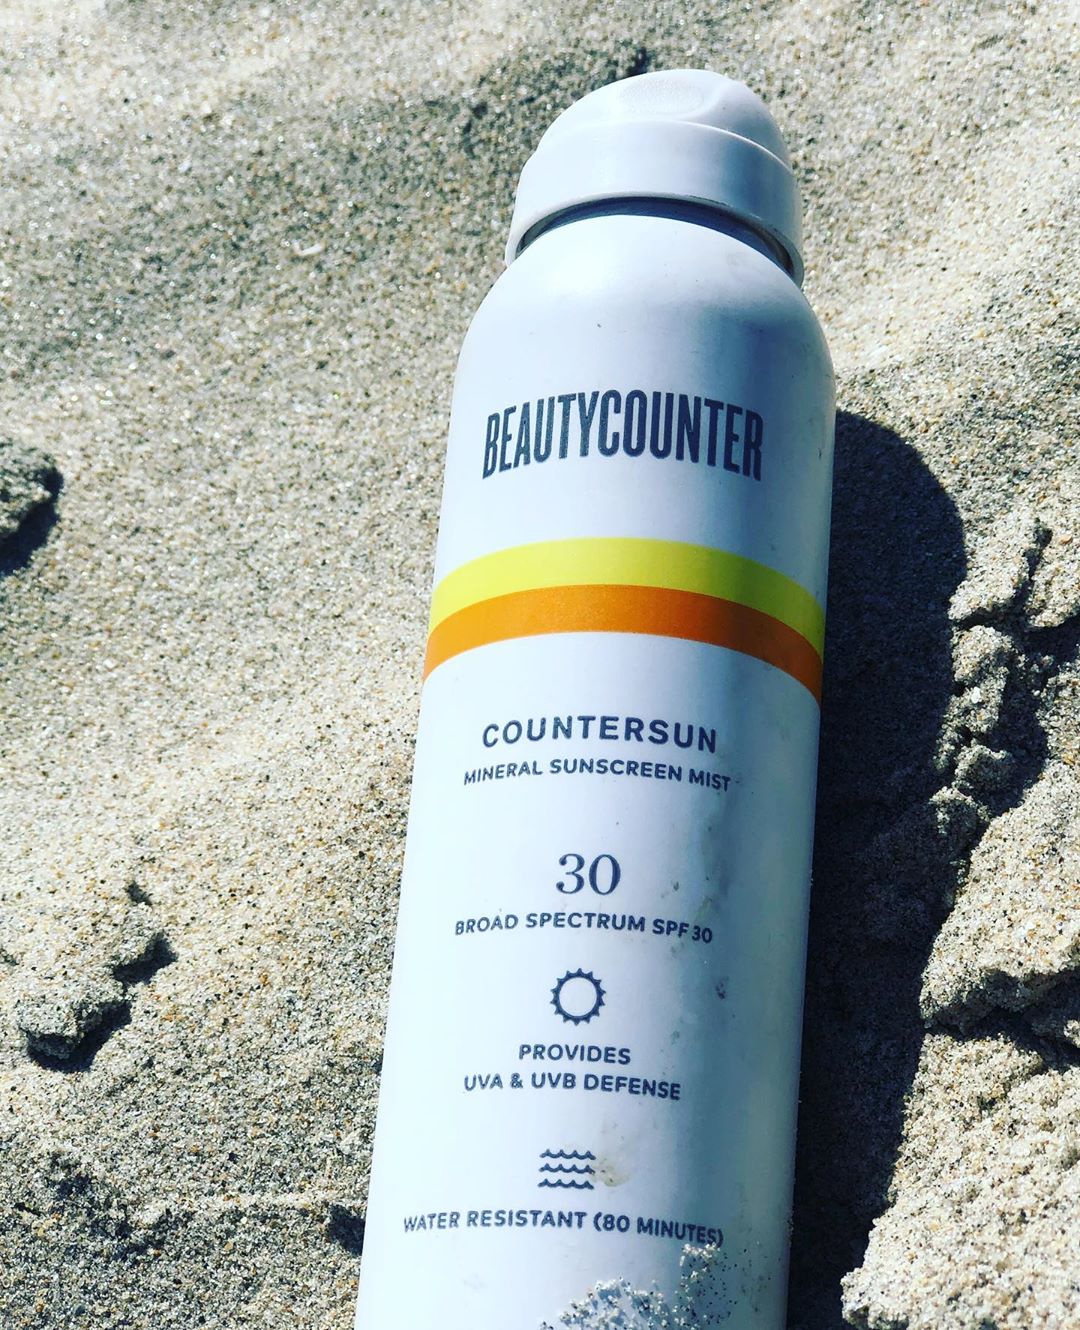 BEAUTYCOUNTER
COUNTERSUN
MINERAL SUNSCREEN MIST
30
BROAD SPECTRUM SPF 30
PROVIDES
UVA & UVB DEFENSE
WATER RESISTANT (80 MINUTES)